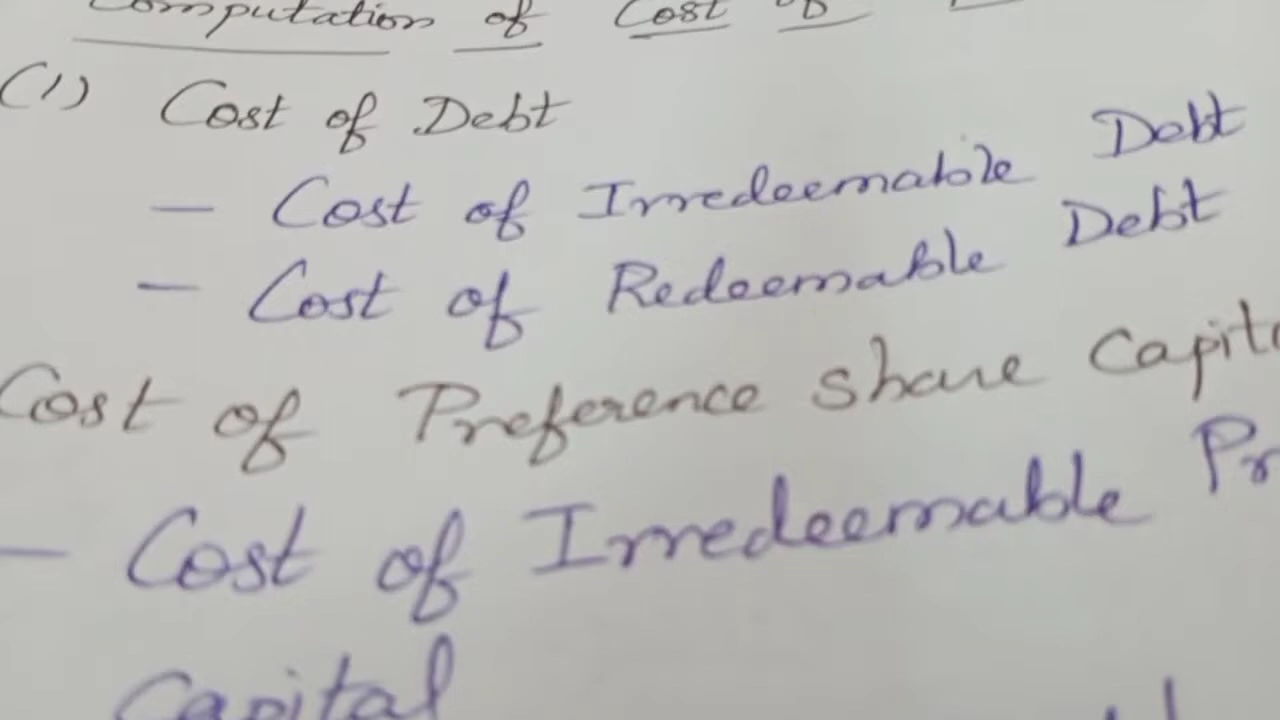 Computation of Cost of
(1) Cost of Debt
— Cost of Irredeemable Debt
— Cost of Redeemable Debt
Cost of Preference share Capit
— Cost of Irredeemable Pr
Capital